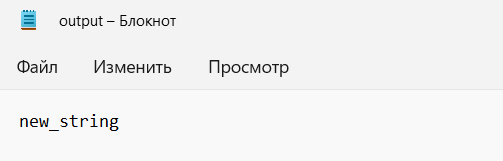 output – Блокнот
Файл Изменить Просмотр
new_string